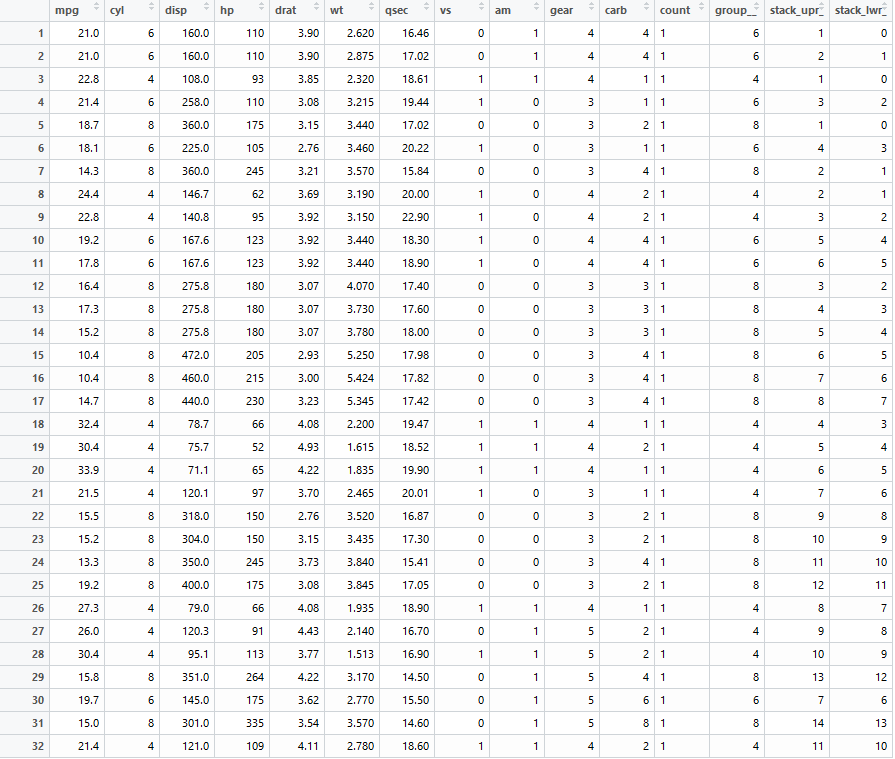 mpg cyl disp hp drat wt qsec vs am gear carb count group__ stack_upr_ stack_lwr_
1 21.0 6 160.0 110 3.90 2.620 16.46 0 1 4 4 1 6 1 0
2 21.0 6 160.0 110 3.90 2.875 17.02 0 1 4 4 1 6 2 1
3 22.8 4 108.0 93 3.85 2.320 18.61 1 1 4 1 1 4 1 0
4 21.4 6 258.0 110 3.08 3.215 19.44 1 0 3 1 1 6 3 2
5 18.7 8 360.0 175 3.15 3.440 17.02 0 0 3 2 1 8 1 0
6 18.1 6 225.0 105 2.76 3.460 20.22 1 0 3 1 1 6 4 3
7 14.3 8 360.0 245 3.21 3.570 15.84 0 0 3 4 1 8 2 1
8 24.4 4 146.7 62 3.69 3.190 20.00 1 0 4 2 1 4 2 1
9 22.8 4 140.8 95 3.92 3.150 22.90 1 0 4 2 1 4 3 2
10 19.2 6 167.6 123 3.92 3.440 18.30 1 0 4 4 1 6 5 4
11 17.8 6 167.6 123 3.92 3.440 18.90 1 0 4 4 1 6 6 5
12 16.4 8 275.8 180 3.07 4.070 17.40 0 0 3 3 1 8 3 2
13 17.3 8 275.8 180 3.07 3.730 17.60 0 0 3 3 1 8 4 3
14 15.2 8 275.8 180 3.07 3.780 18.00 0 0 3 3 1 8 5 4
15 10.4 8 472.0 205 2.93 5.250 17.98 0 0 3 4 1 8 6 5
16 10.4 8 460.0 215 3.00 5.424 17.82 0 0 3 4 1 8 7 6
17 14.7 8 440.0 230 3.23 5.345 17.42 0 0 3 4 1 8 8 7
18 32.4 4 78.7 66 4.08 2.200 19.47 1 1 4 1 1 4 4 3
19 30.4 4 75.7 52 4.93 1.615 18.52 1 1 4 2 1 4 5 4
20 33.9 4 71.1 65 4.22 1.835 19.90 1 1 4 1 1 4 6 5
21 21.5 4 120.1 97 3.70 2.465 20.01 1 0 3 1 1 4 7 6
22 15.5 8 318.0 150 2.76 3.520 16.87 0 0 3 2 1 8 9 8
23 15.2 8 304.0 150 3.15 3.435 17.30 0 0 3 2 1 8 10 9
24 13.3 8 350.0 245 3.73 3.840 15.41 0 0 3 4 1 8 11 10
25 19.2 8 400.0 175 3.08 3.845 17.05 0 0 3 2 1 8 12 11
26 27.3 4 79.0 66 4.08 1.935 18.90 1 1 4 1 1 4 8 7
27 26.0 4 120.3 91 4.43 2.140 16.70 0 1 5 2 1 4 9 8
28 30.4 4 95.1 113 3.77 1.513 16.90 1 1 5 2 1 4 10 9
29 15.8 8 351.0 264 4.22 3.170 14.50 0 1 5 4 1 8 13 12
30 19.7 6 145.0 175 3.62 2.770 15.50 0 1 5 6 1 6 7 6
31 15.0 8 301.0 335 3.54 3.570 14.60 0 1 5 8 1 8 14 13
32 21.4 4 121.0 109 4.11 2.780 18.60 1 1 4 2 1 4 11 10